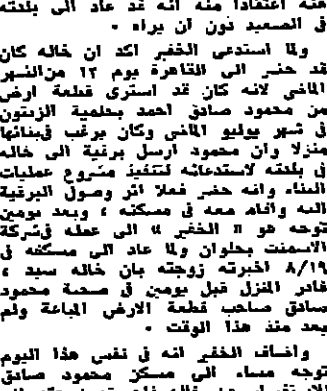 عنه اعتقادا منه انه قد عاد الى بلدته
في الصعيد دون ان يراه .
ولما استدعى الخفير اكد ان خاله كان
قد حضر الى القاهرة يوم ١٢ من الشهر
الماضى لانه كان قد اشترى قطعة ارض
من محمود صادق احمد بحلمية الزيتون
في شهر يوليو الماضى وكان يرغب في بنائها
منزلا وان محمود ارسل برقية الى خاله
في بلدته لاستدعائه لتنفيذ مشروع عمليات
البناء وانه حضر فعلا اثر وصول البرقية
اليه واقام معه في مسكنه ، وبعد يومين
توجه هو « الخفير » الى عمله في شركة
الاسمنت بحلوان ولما عاد الى مسكنه في
٨/١٩ اخبرته زوجته بان خاله سيد ،
غادر المنزل قبل يومين في صحبة محمود
صادق صاحب قطعة الارض المباعة ولم
يعد منذ هذا الوقت .
واضاف الخفير انه في نفس هذا اليوم
توجه مساء الى مسكن محمود صادق